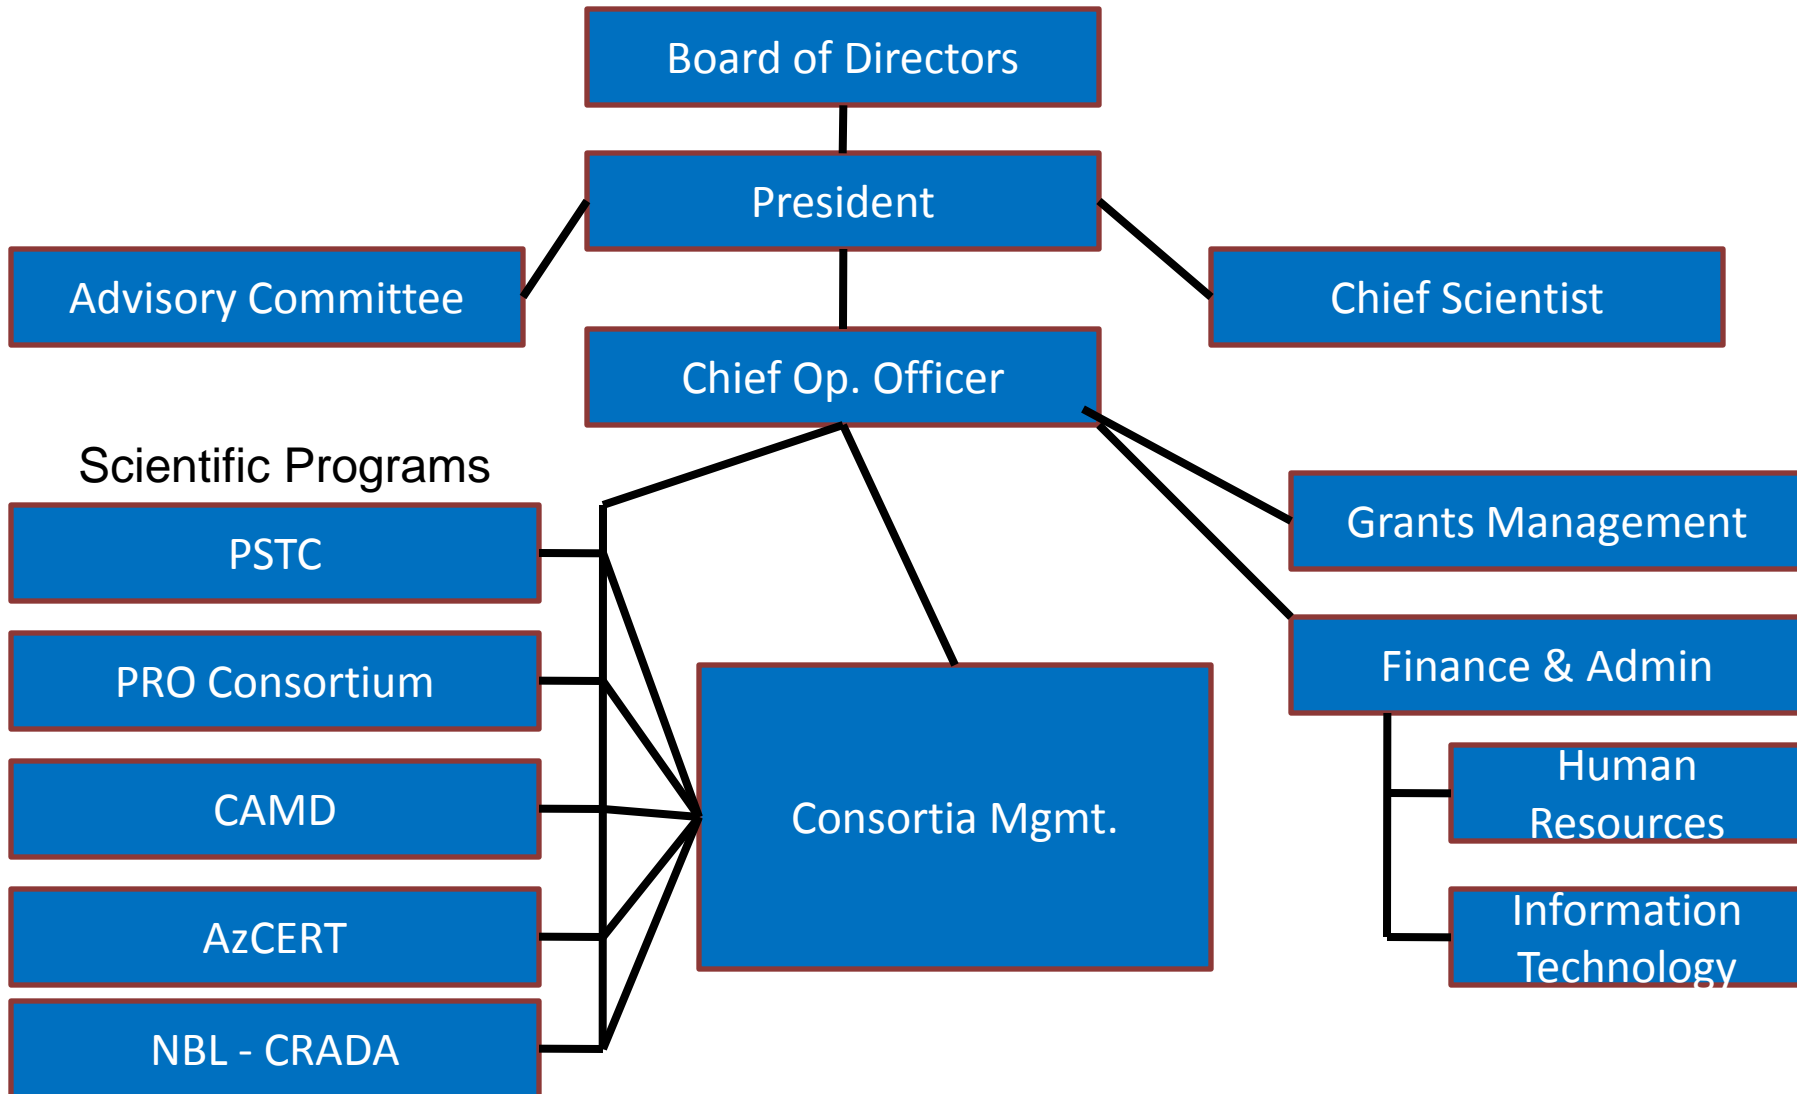 Board of Directors
President
Advisory Committee
Chief Scientist
Chief Op. Officer
Scientific Programs
PSTC
PRO Consortium
CAMD
AzCERT
NBL - CRADA
Consortia Mgmt.
Grants Management
Finance & Admin
Human
Resources
Information
Technology